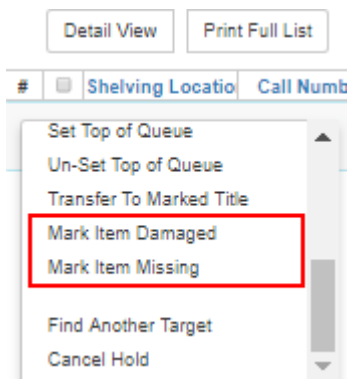 Detail View Print Full List
# Shelving Locatio Call Numb
Set Top of Queue
Un-Set Top of Queue
Transfer To Marked Title
Mark Item Damaged
Mark Item Missing
Find Another Target
Cancel Hold